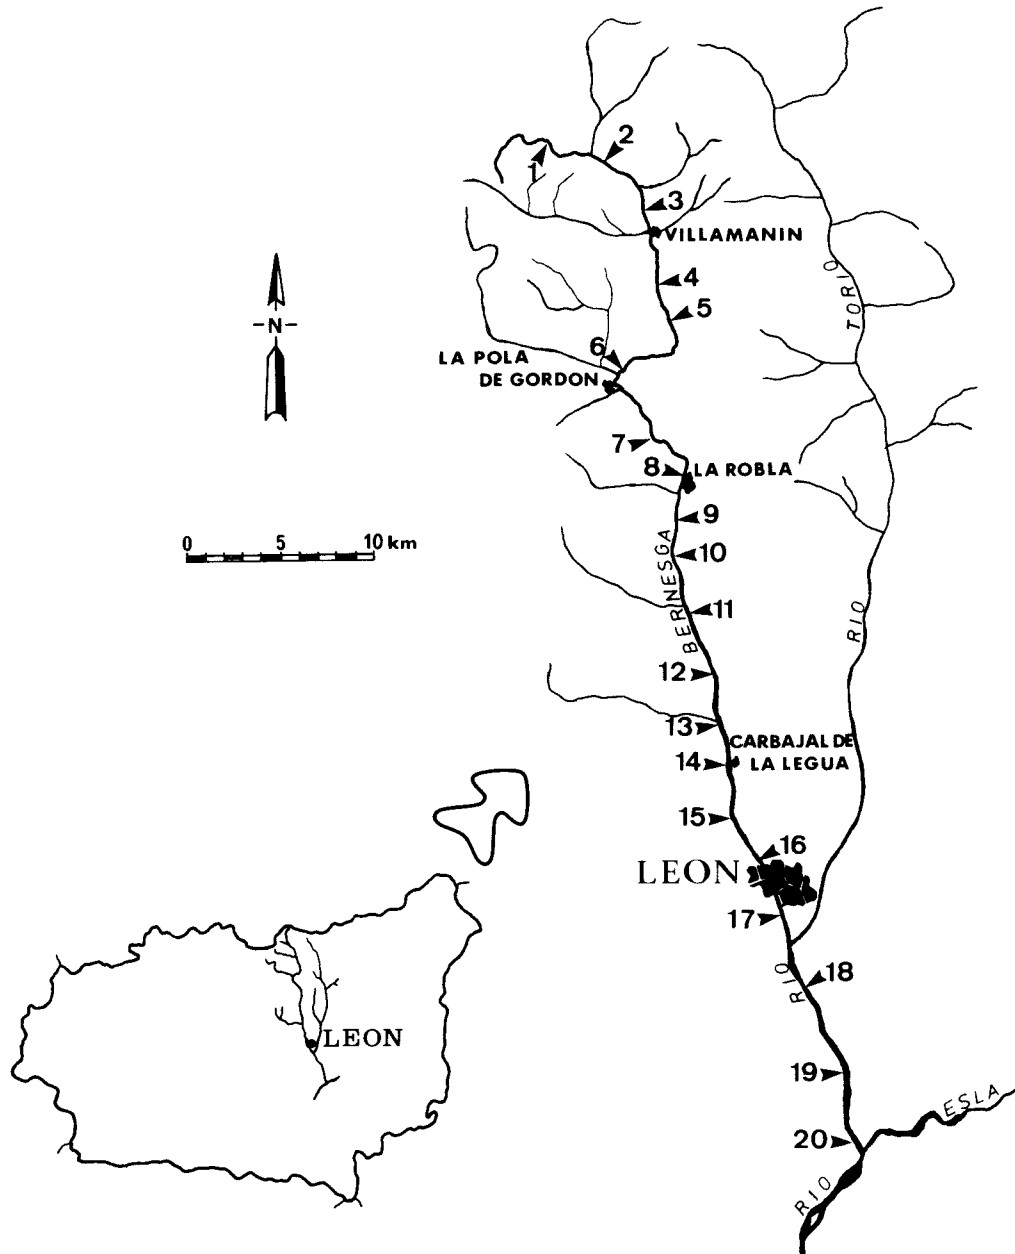 2
1
3
VILLAMANIN
4
5
TORIO
-N-
6
LA POLA
DE GORDON
7
8
LA ROBLA
9
0 5 10 km
10
BERNESGA
11
RIO
12
13
CARBAJAL DE
14
LA LEGUA
15
16
LEON
17
18
RIO
LEON
19
ESLA
20
RIO